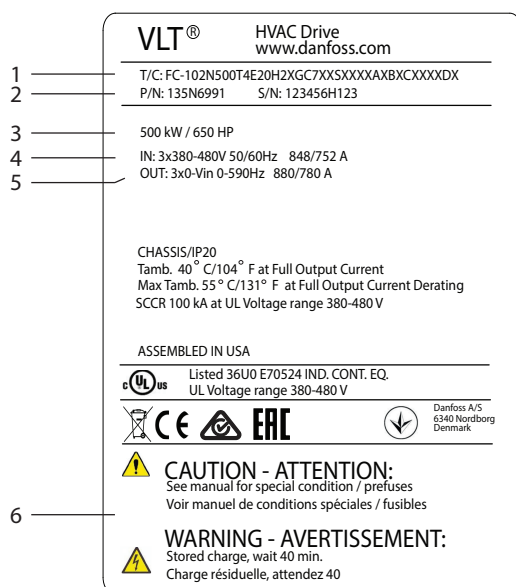 VLT® HVAC Drive
www.danfoss.com
1 T/C: FC-102N500T4E20H2XGC7XXSXXXXAXBXCXXXXDX
2 P/N: 135N6991 S/N: 123456H123
3 500 kW / 650 HP
4 IN: 3x380-480V 50/60Hz 848/752 A
5 OUT: 3x0-Vin 0-590Hz 880/780 A
CHASSIS/IP20
Tamb. 40° C/104° F at Full Output Current
Max Tamb. 55° C/131° F at Full Output Current Derating
SCCR 100 kA at UL Voltage range 380-480 V
ASSEMBLED IN USA
c UL us Listed 36U0 E70524 IND. CONT. EQ.
UL Voltage range 380-480 V
CE EAC Danfoss A/S
6340 Nordborg
Denmark
CAUTION - ATTENTION:
See manual for special condition / prefuses
Voir manuel de conditions spéciales / fusibles
6
WARNING - AVERTISSEMENT:
Stored charge, wait 40 min.
Charge résiduelle, attendez 40